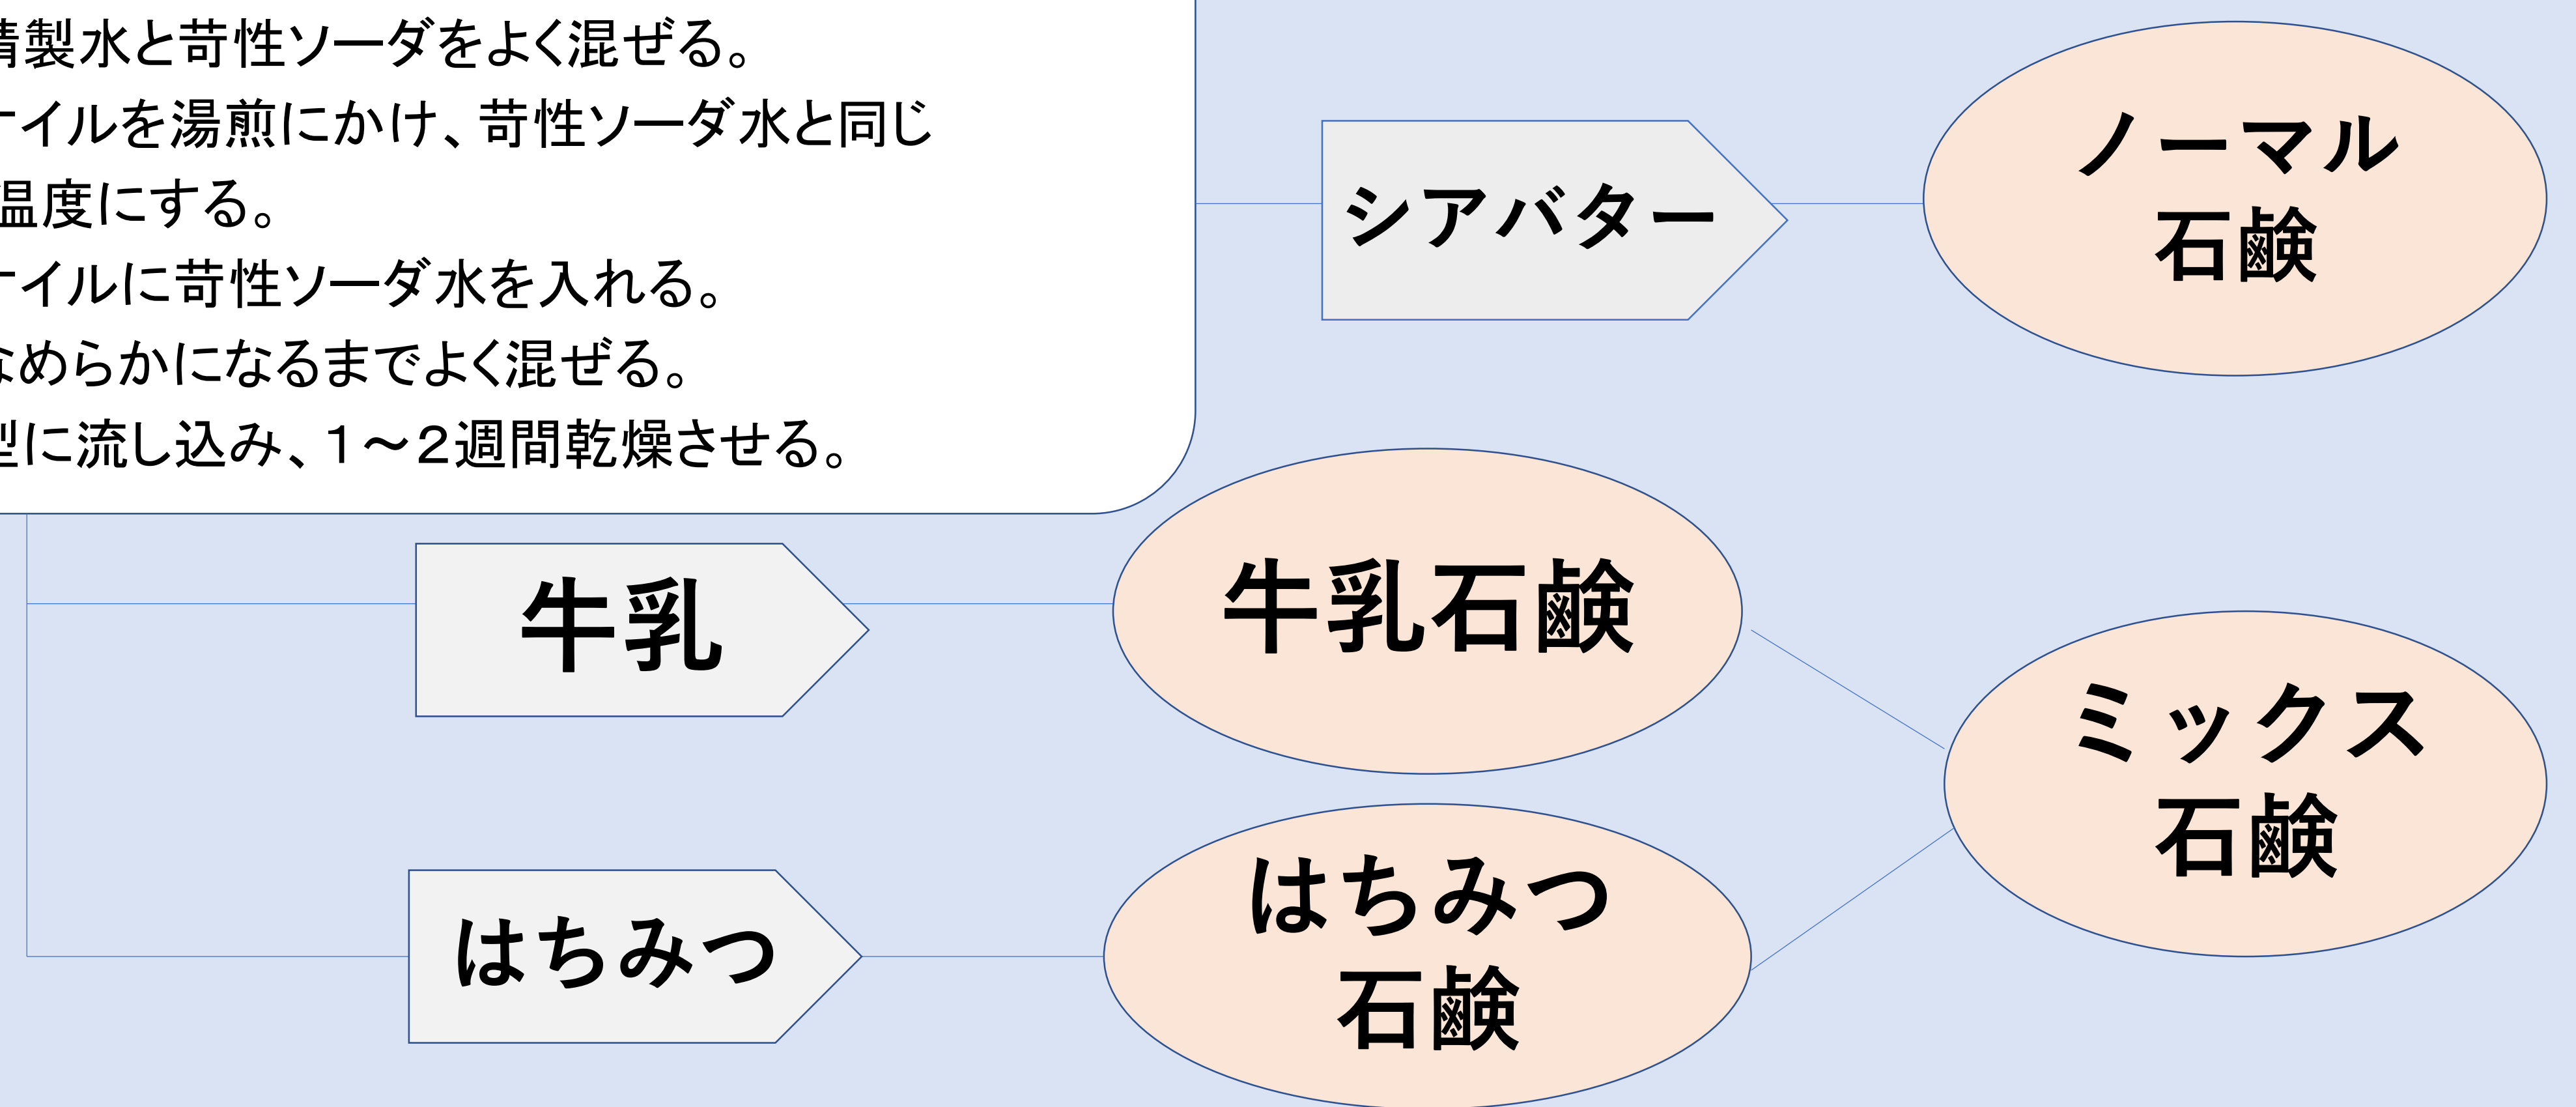 精製水と苛性ソーダをよく混ぜる。
オイルを湯煎にかけ、苛性ソーダ水と同じ
温度にする。
オイルに苛性ソーダ水を入れる。
なめらかになるまでよく混ぜる。
型に流し込み、１～２週間乾燥させる。
シアバター
ノーマル
石鹸
牛乳
牛乳石鹸
ミックス
石鹸
はちみつ
はちみつ
石鹸